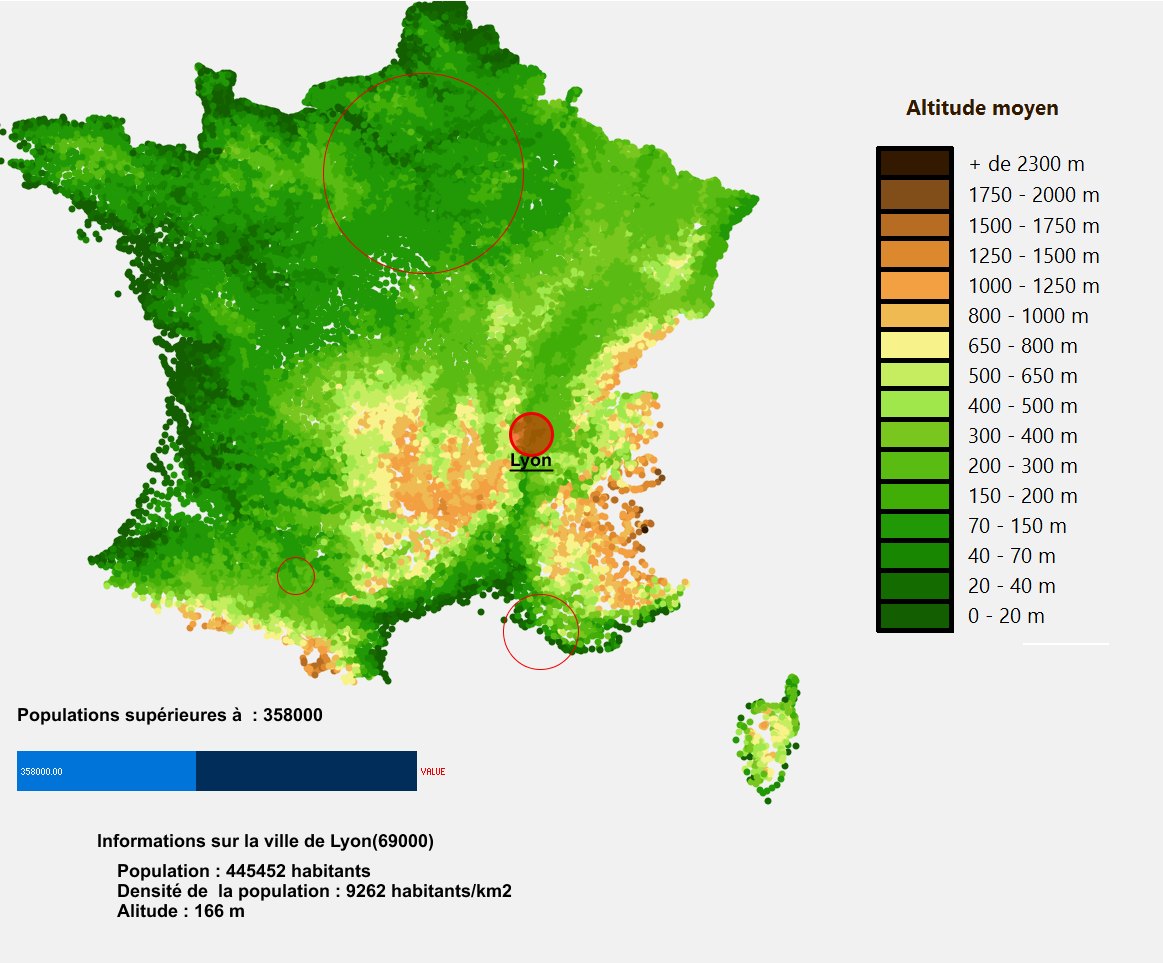 Altitude moyen
+ de 2300 m
1750 - 2000 m
1500 - 1750 m
1250 - 1500 m
1000 - 1250 m
800 - 1000 m
650 - 800 m
500 - 650 m
400 - 500 m
300 - 400 m
200 - 300 m
150 - 200 m
70 - 150 m
40 - 70 m
20 - 40 m
0 - 20 m
Lyon
Populations supérieures à  : 358000
358000.00 VALUE
Informations sur la ville de Lyon(69000)
Population : 445452 habitants
Densité de  la population : 9262 habitants/km2
Alitude : 166 m